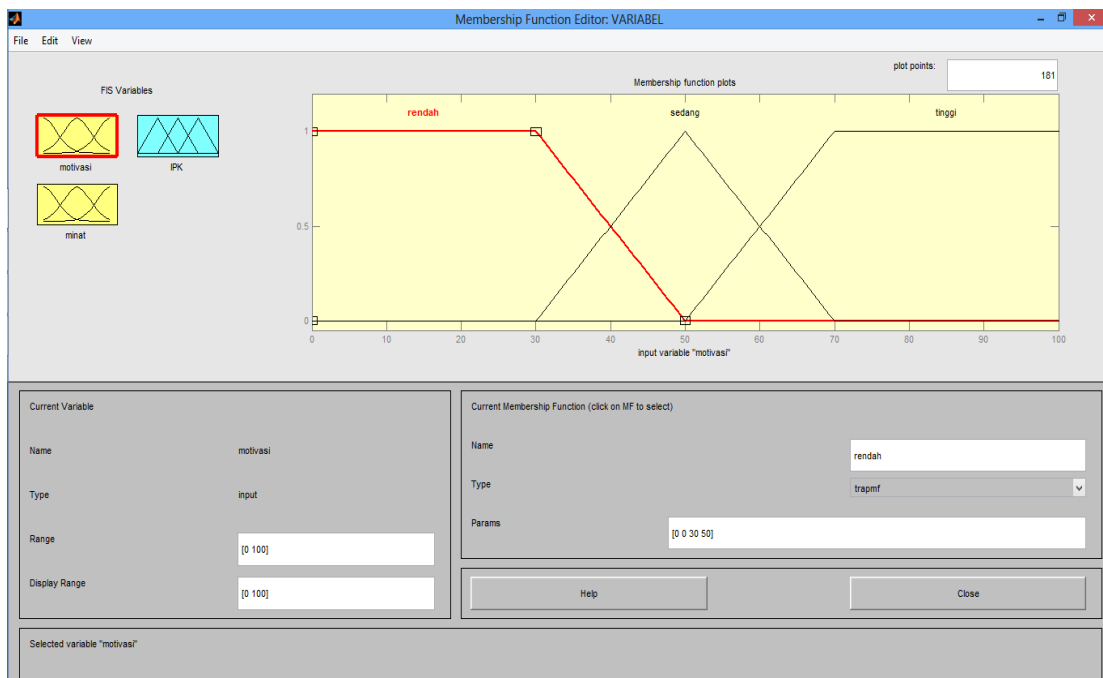 Membership Function Editor: VARIABEL
File Edit View
FIS Variables
motivasi
IPK
minat
plot points:
181
Membership function plots
rendah
sedang
tinggi
1
0.5
0
0 10 20 30 40 50 60 70 80 90 100
input variable "motivasi"
Current Variable
Name motivasi
Type input
Range [0 100]
Display Range [0 100]
Current Membership Function (click on MF to select)
Name rendah
Type trapmf
Params [0 0 30 50]
Help Close
Selected variable "motivasi"